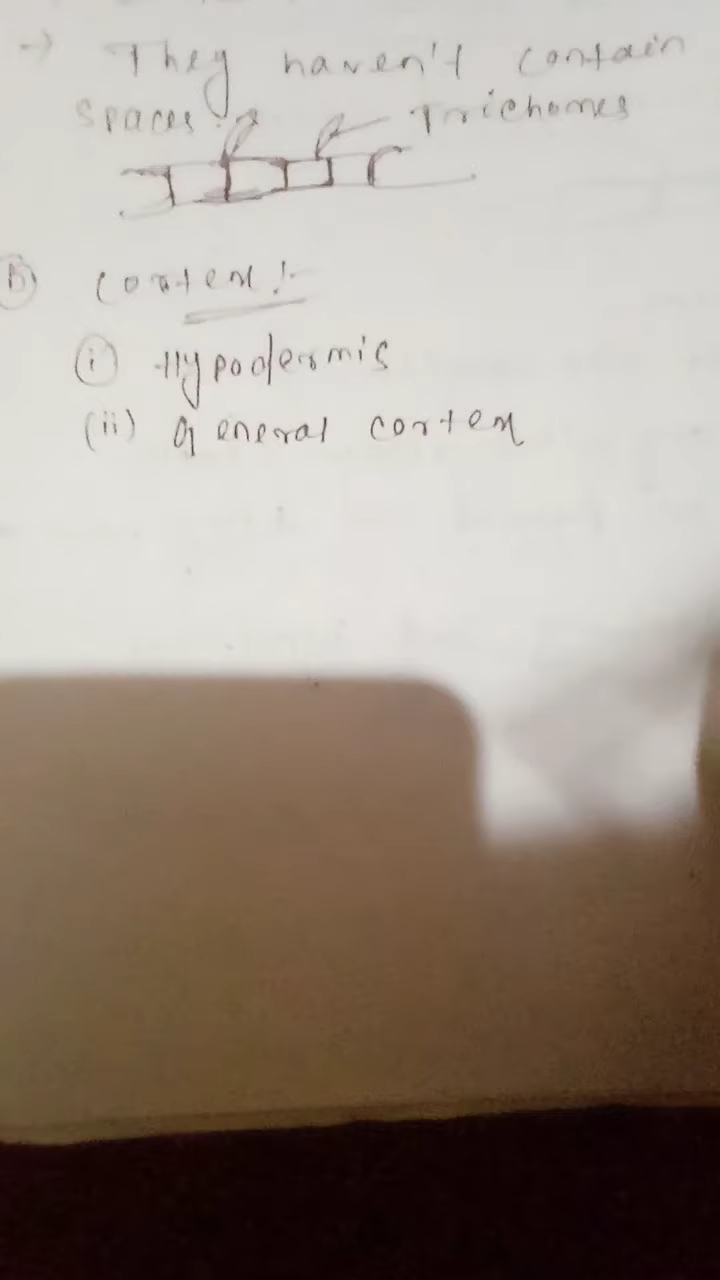 → They haven't contain
spaces.
Trichomes
(B) Cortex :-
(i) Hypodermis
(ii) General cortex